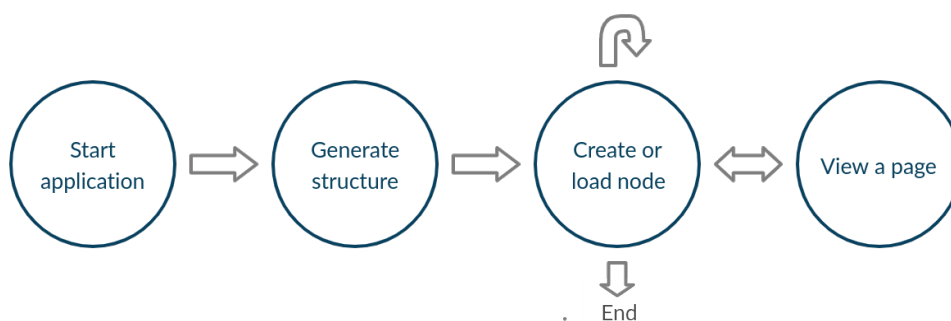 Start
application
Generate
structure
Create or
load node
View a page
End